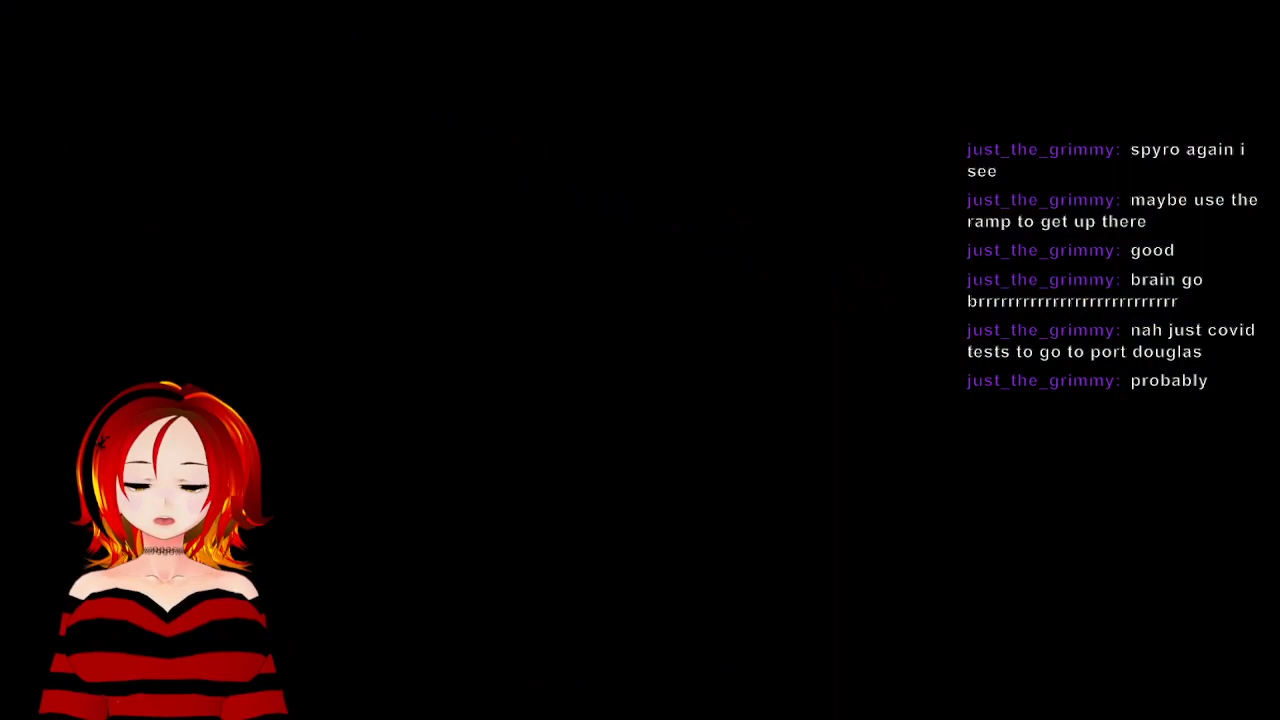 just_the_grimmy: spyro again i
see
just_the_grimmy: maybe use the
ramp to get up there
just_the_grimmy: good
just_the_grimmy: brain go
brrrrrrrrrrrrrrrrrrrrrrrrrrr
just_the_grimmy: nah just covid
tests to go to port douglas
just_the_grimmy: probably